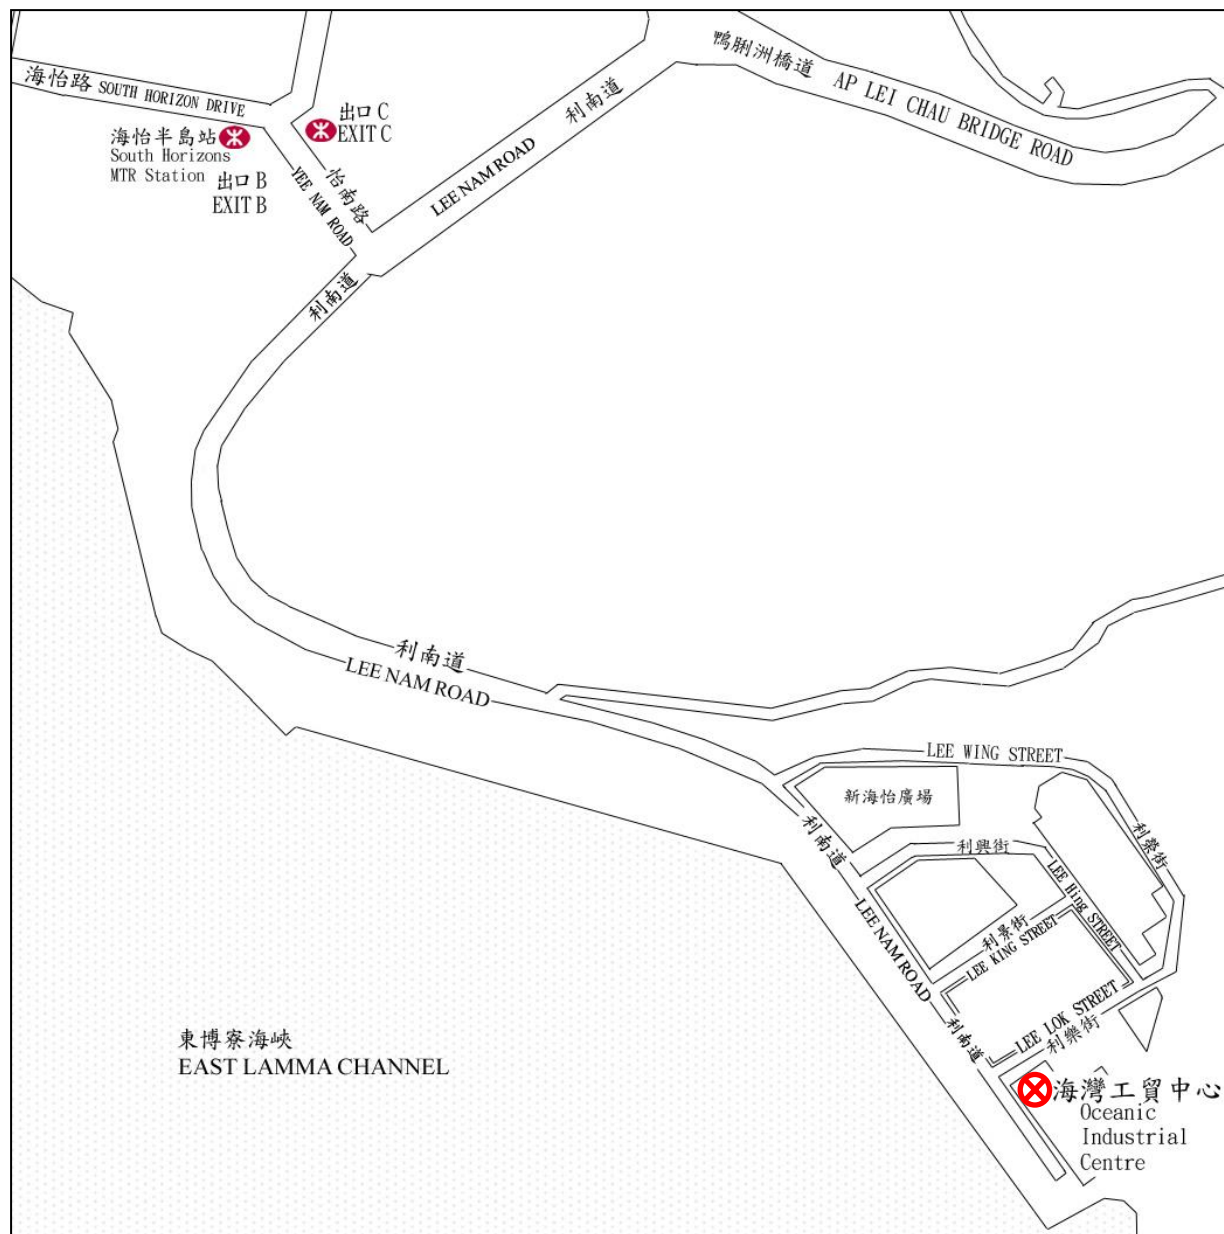 鴨脷洲橋道 AP LEI CHAU BRIDGE ROAD
海怡路 SOUTH HORIZON DRIVE
出口 C
EXIT C
利南道
LEE NAM ROAD
海怡半島站
South Horizons
MTR Station
出口 B
EXIT B
怡南路
YEE NAM ROAD
利南道
利南道
LEE NAM ROAD
LEE WING STREET
新海怡廣場
利南道
利榮街
利興街
LEE Hing STREET
LEE NAM ROAD
利景街
LEE KING STREET
利南道
LEE LOK STREET
利樂街
東博寮海峽
EAST LAMMA CHANNEL
海灣工貿中心
Oceanic
Industrial
Centre